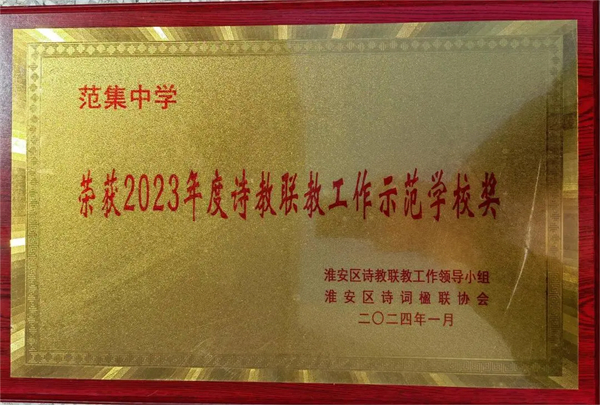 范集中学
荣获2023年度诗教联教工作示范学校奖
淮安区诗教联教工作领导小组
淮安区诗词楹联协会
二〇二四年一月